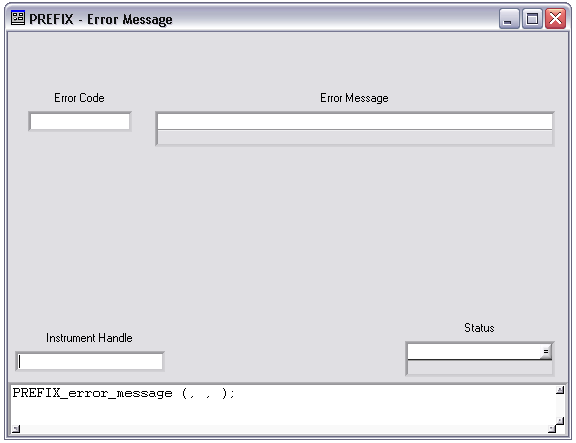 PREFIX - Error Message
Error Code
Error Message
Instrument Handle
Status
=
PREFIX_error_message (, , );